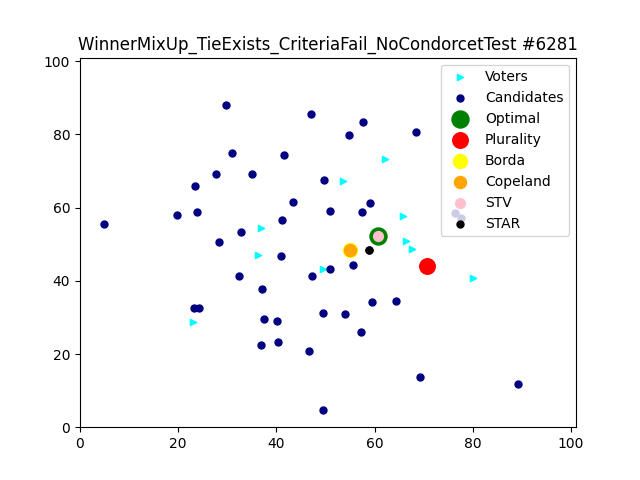 WinnerMixUp_TieExists_CriteriaFail_NoCondorcetTest #6281
100
80
60
40
20
0
0
20
40
60
80
100
Voters
Candidates
Optimal
Plurality
Borda
Copeland
STV
STAR